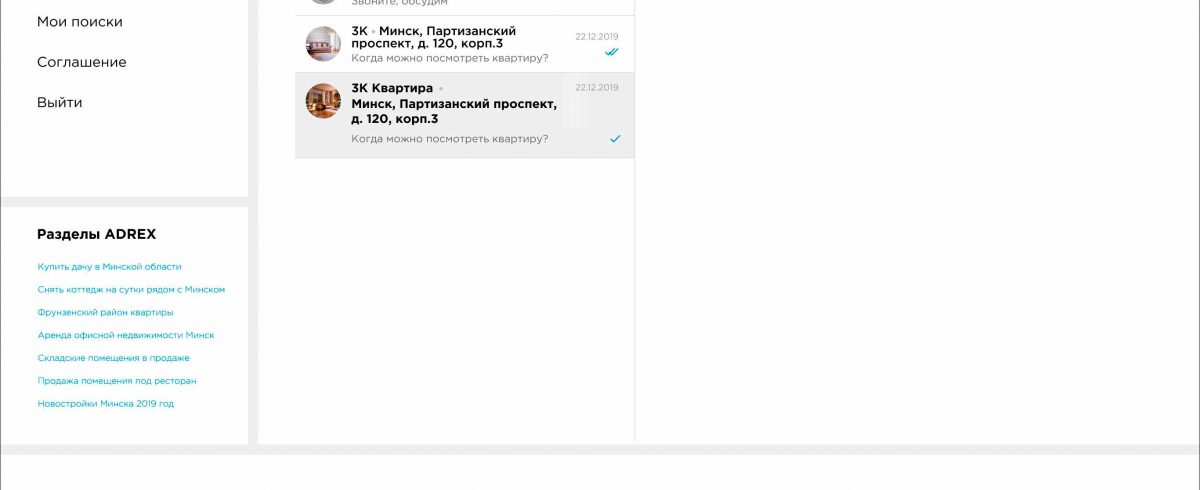 Мои поиски
Соглашение
Выйти
Звоните, обсудим
3К • Минск, Партизанский
проспект, д. 120, корп.3
22.12.2019
Когда можно посмотреть квартиру?
3К Квартира •
22.12.2019
Минск, Партизанский проспект,
д. 120, корп.3
Когда можно посмотреть квартиру?
Разделы ADREX
Купить дачу в Минской области
Снять коттедж на сутки рядом с Минском
Фрунзенский район квартиры
Аренда офисной недвижимости Минск
Складские помещения в продаже
Продажа помещения под ресторан
Новостройки Минска 2019 год